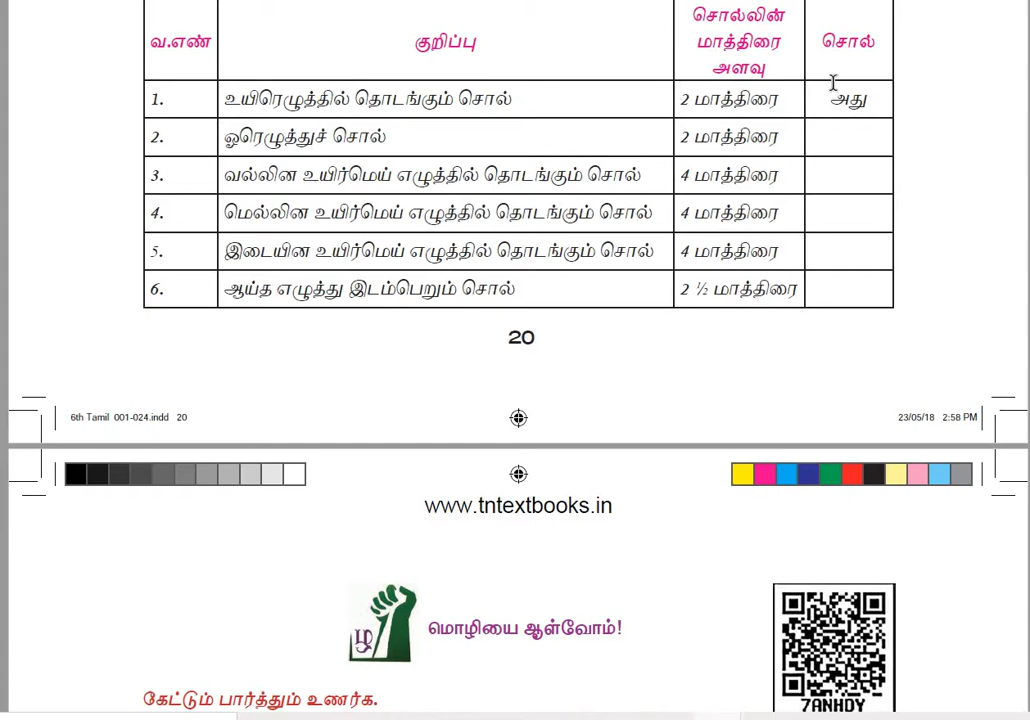 வ.எண் குறிப்பு சொல்லின் மாத்திரை அளவு சொல்
1. உயிரெழுத்தில் தொடங்கும் சொல் 2 மாத்திரை அது
2. ஓரெழுத்துச் சொல் 2 மாத்திரை
3. வல்லின உயிர்மெய் எழுத்தில் தொடங்கும் சொல் 4 மாத்திரை
4. மெல்லின உயிர்மெய் எழுத்தில் தொடங்கும் சொல் 4 மாத்திரை
5. இடையின உயிர்மெய் எழுத்தில் தொடங்கும் சொல் 4 மாத்திரை
6. ஆய்த எழுத்து இடம்பெறும் சொல் 2 ½ மாத்திரை
20
6th Tamil 001-024.indd 20 23/05/18 2:58 PM
www.tntextbooks.in
ழ மொழியை ஆள்வோம்!
7ANHDY
கேட்டும் பார்த்தும் உணர்க.